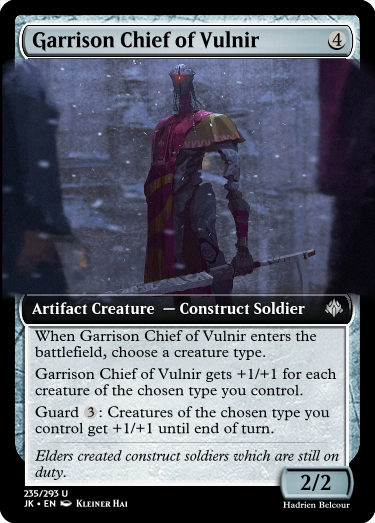 Garrison Chief of Vulnir 4
Artifact Creature — Construct Soldier
When Garrison Chief of Vulnir enters the
battlefield, choose a creature type.
Garrison Chief of Vulnir gets +1/+1 for each
creature of the chosen type you control.
Guard 3: Creatures of the chosen type you
control get +1/+1 until end of turn.
Elders created construct soldiers which are still on
duty.
2/2
235/293 U
JK • EN Kleiner Hai
Hadrien Belcour